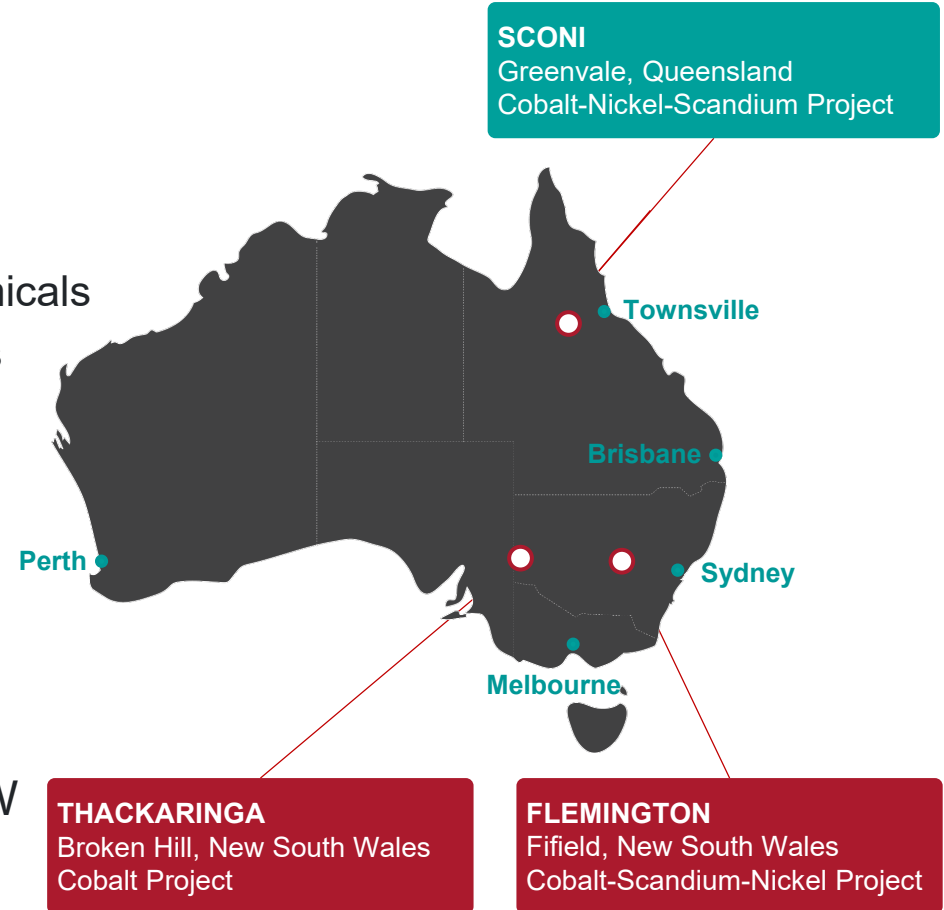 SCONI
Greenvale, Queensland
Cobalt-Nickel-Scandium Project
Townsville
Brisbane
Perth
Sydney
Melbourne
THACKARINGA
Broken Hill, New South Wales
Cobalt Project
FLEMINGTON
Fifield, New South Wales
Cobalt-Scandium-Nickel Project